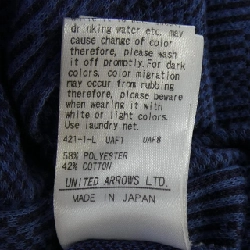 drinking water etc. may
cause change of color
therefore, please wash
it off promptly. For dark
colors, color migration
may occur from rubbing
therefore, please beware
when wearing it with
white or light colors.
Use laundry net.
421-1-L UAF1 UAF8
58% POLYESTER
42% COTTON
UNITED ARROWS LTD.
MADE IN JAPAN